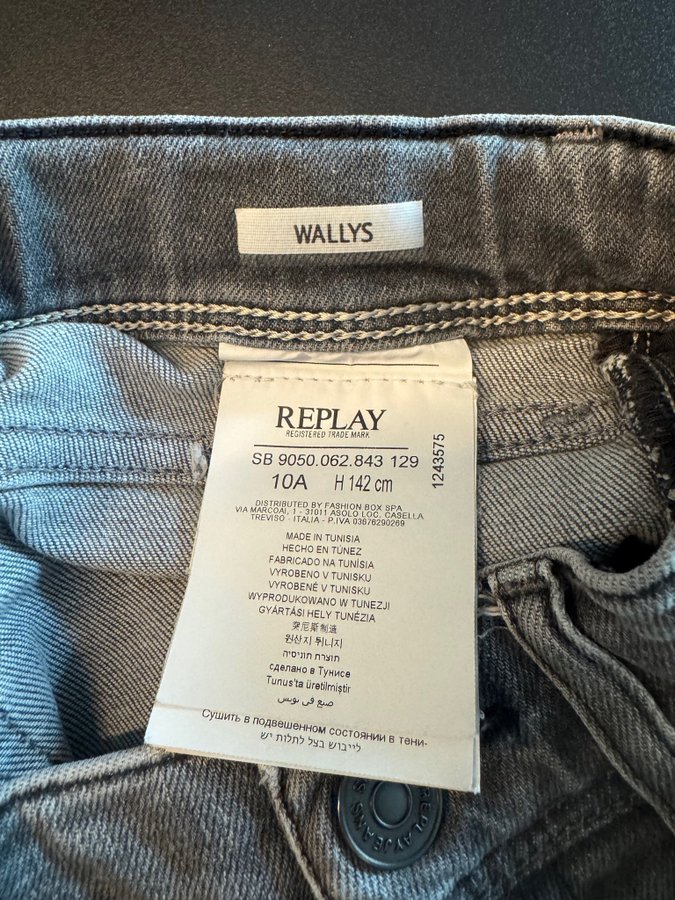 WALLYS
REPLAY
REGISTERED TRADE MARK
SB 9050.062.843 129
10A H 142 cm
1243575
DISTRIBUTED BY FASHION BOX SPA
VIA MARCOAI, 1 - 31011 ASOLO LOC. CASELLA
TREVISO - ITALIA - P.IVA 03676290269
MADE IN TUNISIA
HECHO EN TÚNEZ
FABRICADO NA TUNÍSIA
VYROBENO V TUNISKU
VYROBENÉ V TUNISKU
WYPRODUKOWANO W TUNEZJI
GYÁRTÁSI HELY TUNÉZIA
突尼斯制造
원산지 튀니지
תוצרת תוניסיה
сделано в Тунисе
Tunus'ta üretilmiştir
صنع في تونس
Сушить в подвешенном состоянии в тени-
לייבוש בצל לתלות יש
REPLAY JEANS